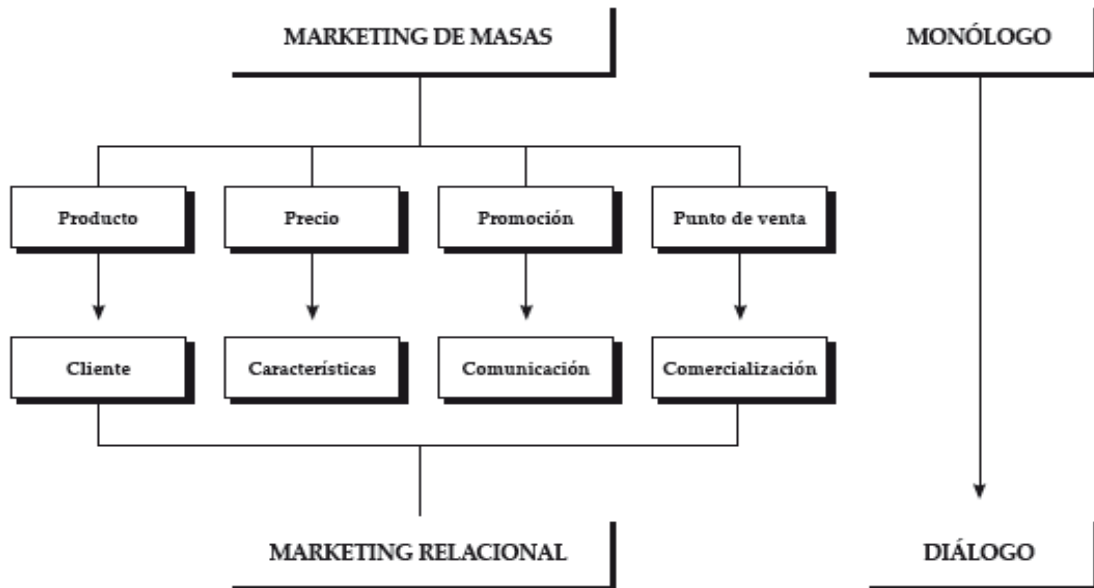 MARKETING DE MASAS
MONÓLOGO
Producto
Precio
Promoción
Punto de venta
Cliente
Características
Comunicación
Comercialización
MARKETING RELACIONAL
DIÁLOGO